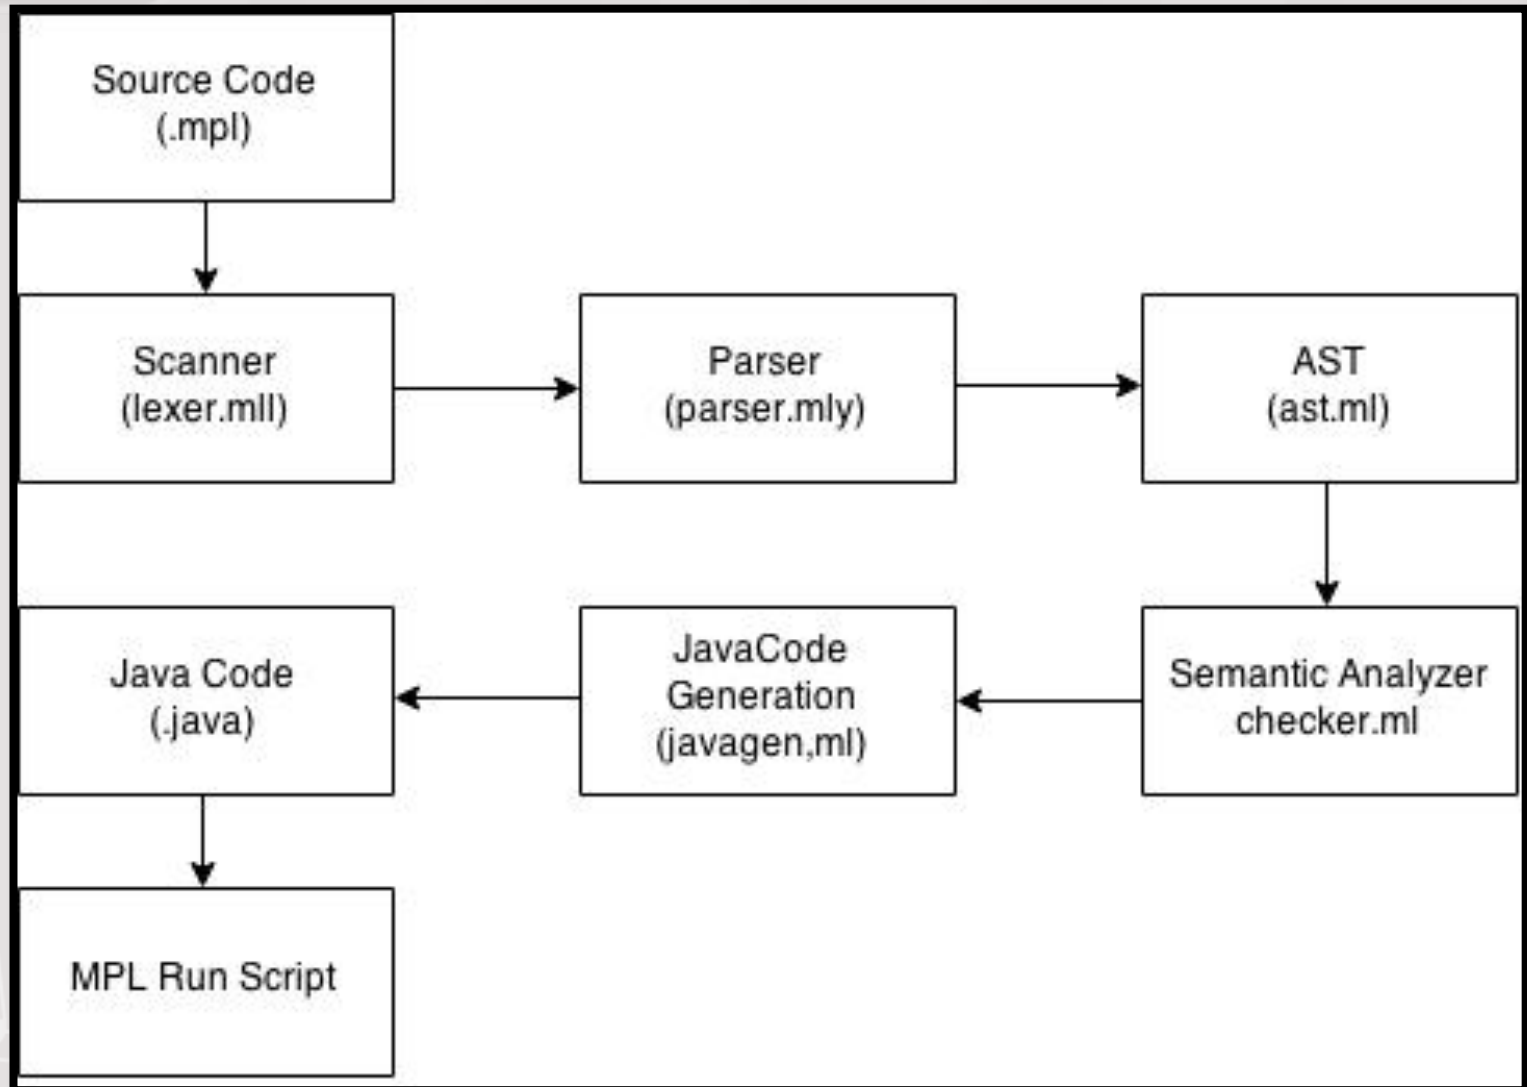 Source Code
(.mpl)
Scanner
(lexer.mll)
Parser
(parser.mly)
AST
(ast.ml)
Java Code
(.java)
JavaCode
Generation
(javagen,ml)
Semantic Analyzer
checker.ml
MPL Run Script